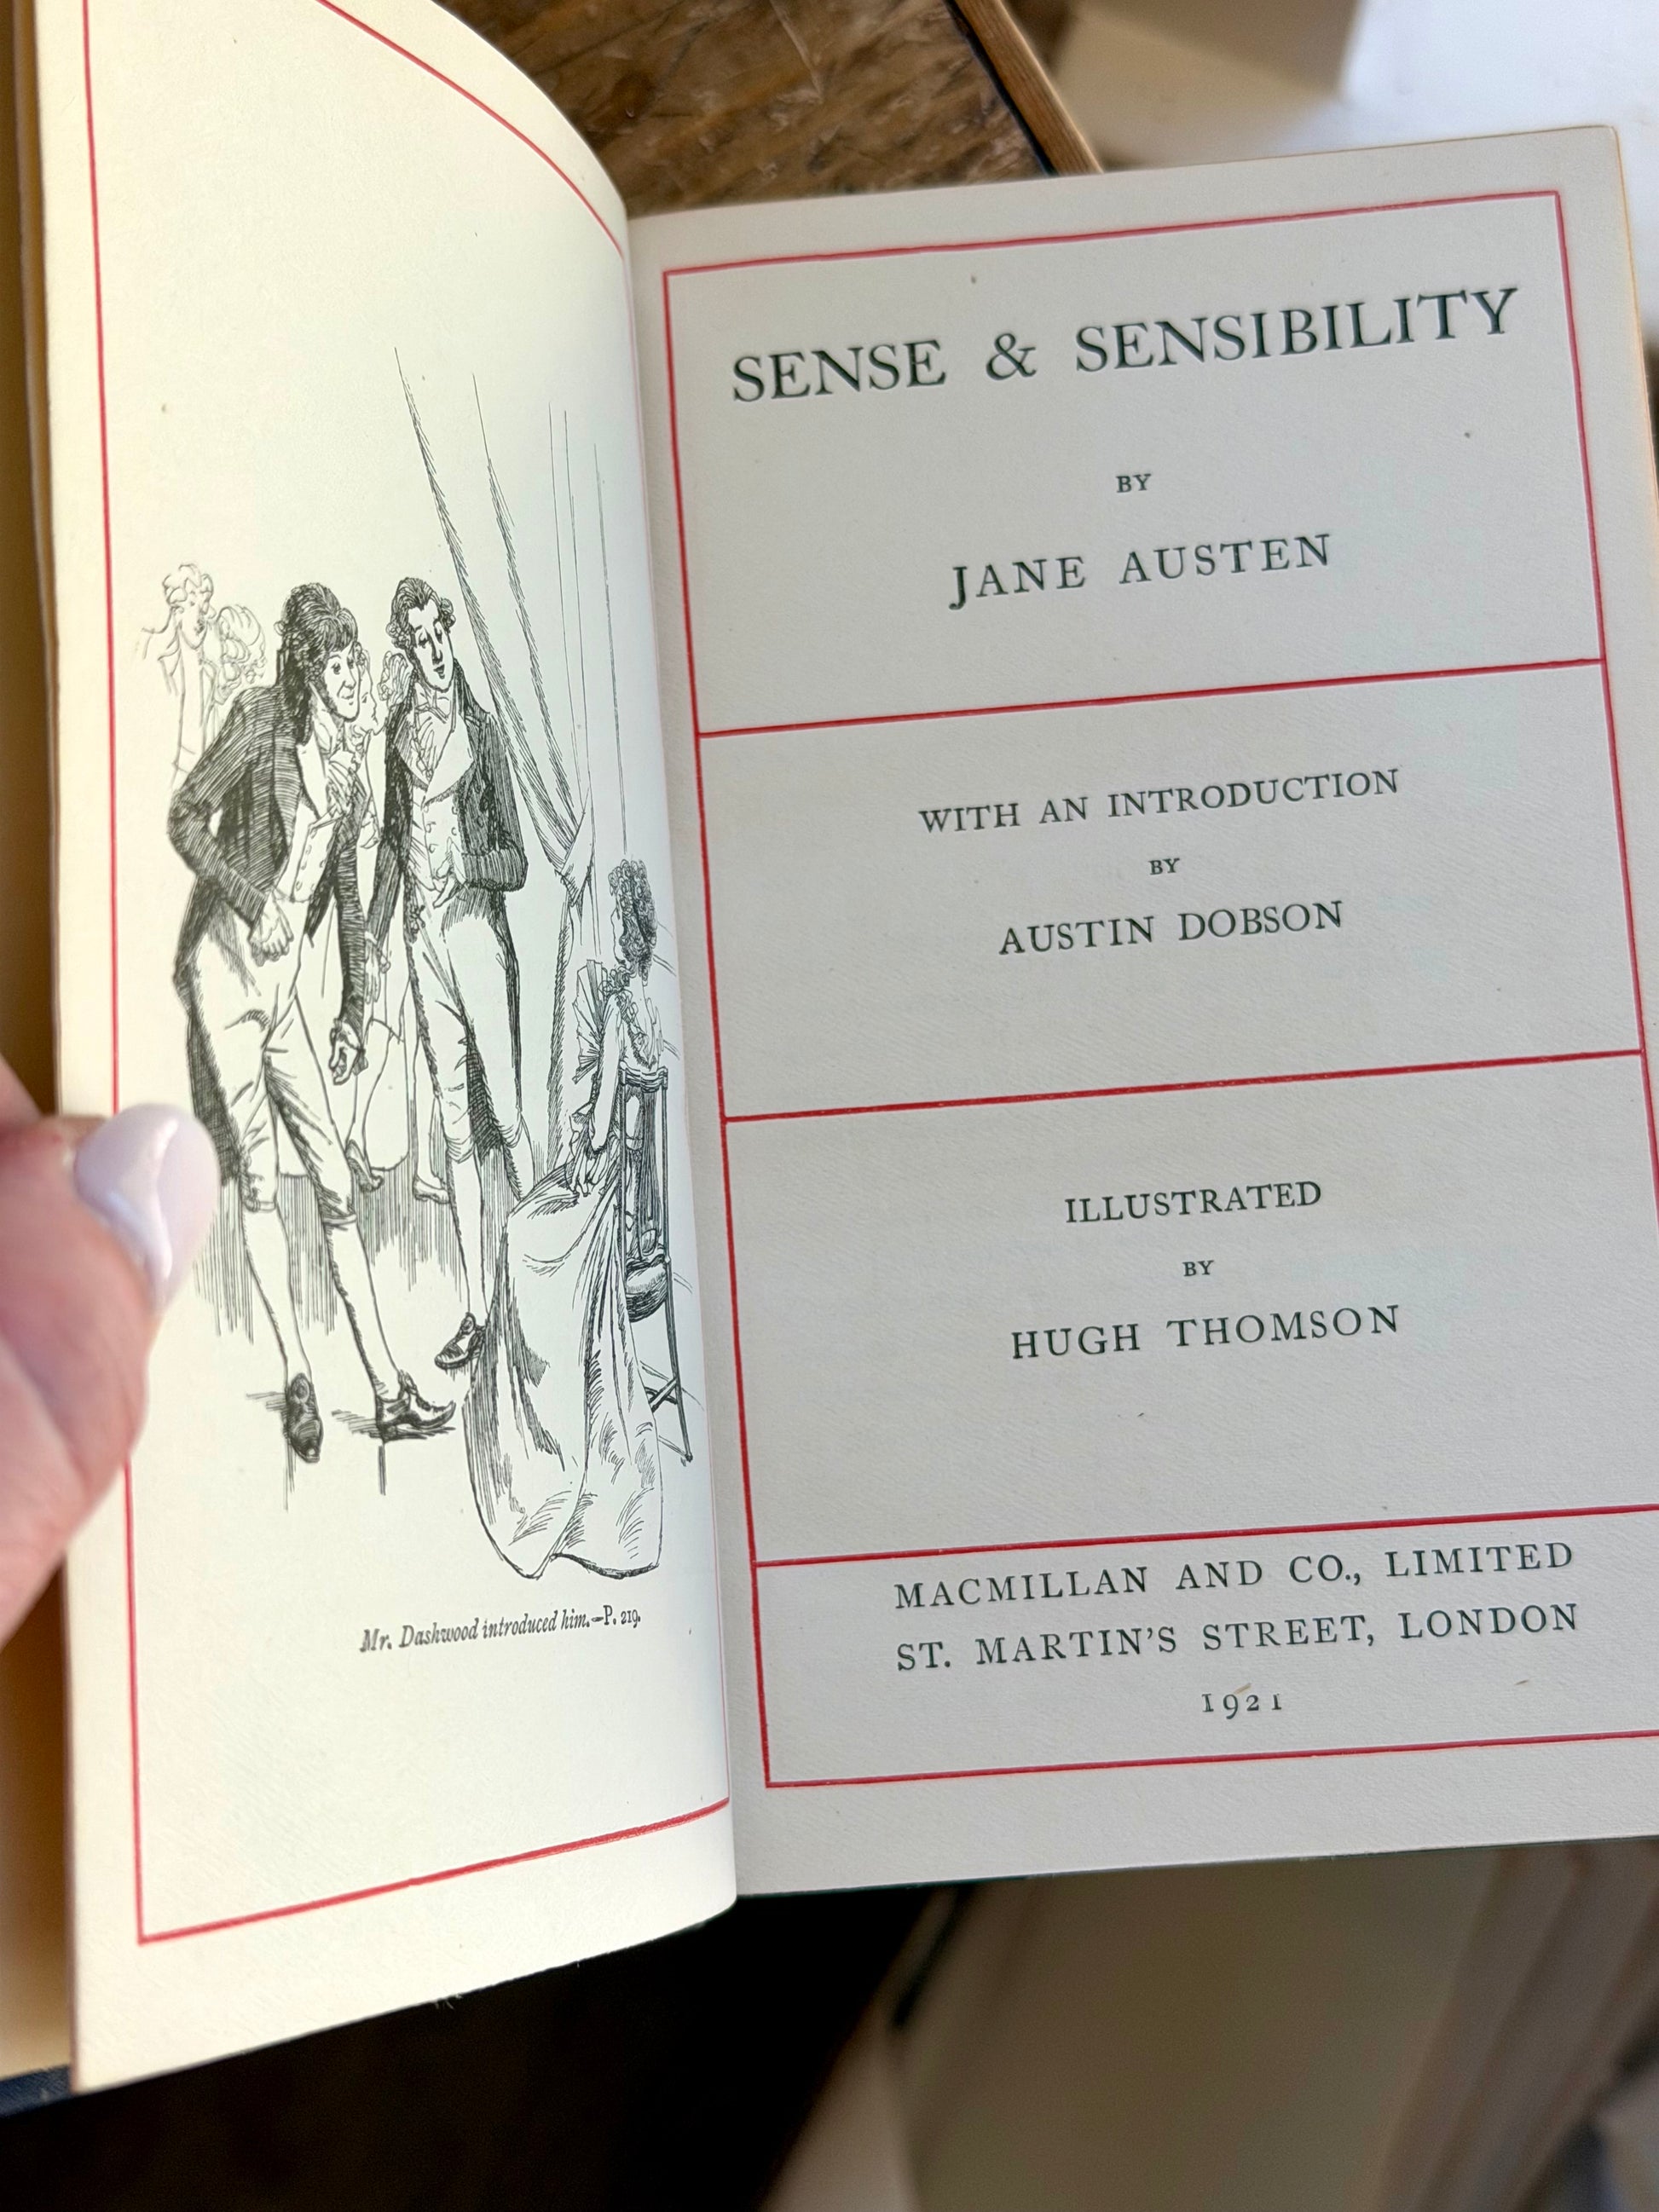 Mr. Dashwood introduced him.—P. 219.
SENSE & SENSIBILITY
BY
JANE AUSTEN
WITH AN INTRODUCTION
BY
AUSTIN DOBSON
ILLUSTRATED
BY
HUGH THOMSON
MACMILLAN AND CO., LIMITED
ST. MARTIN'S STREET, LONDON
1921